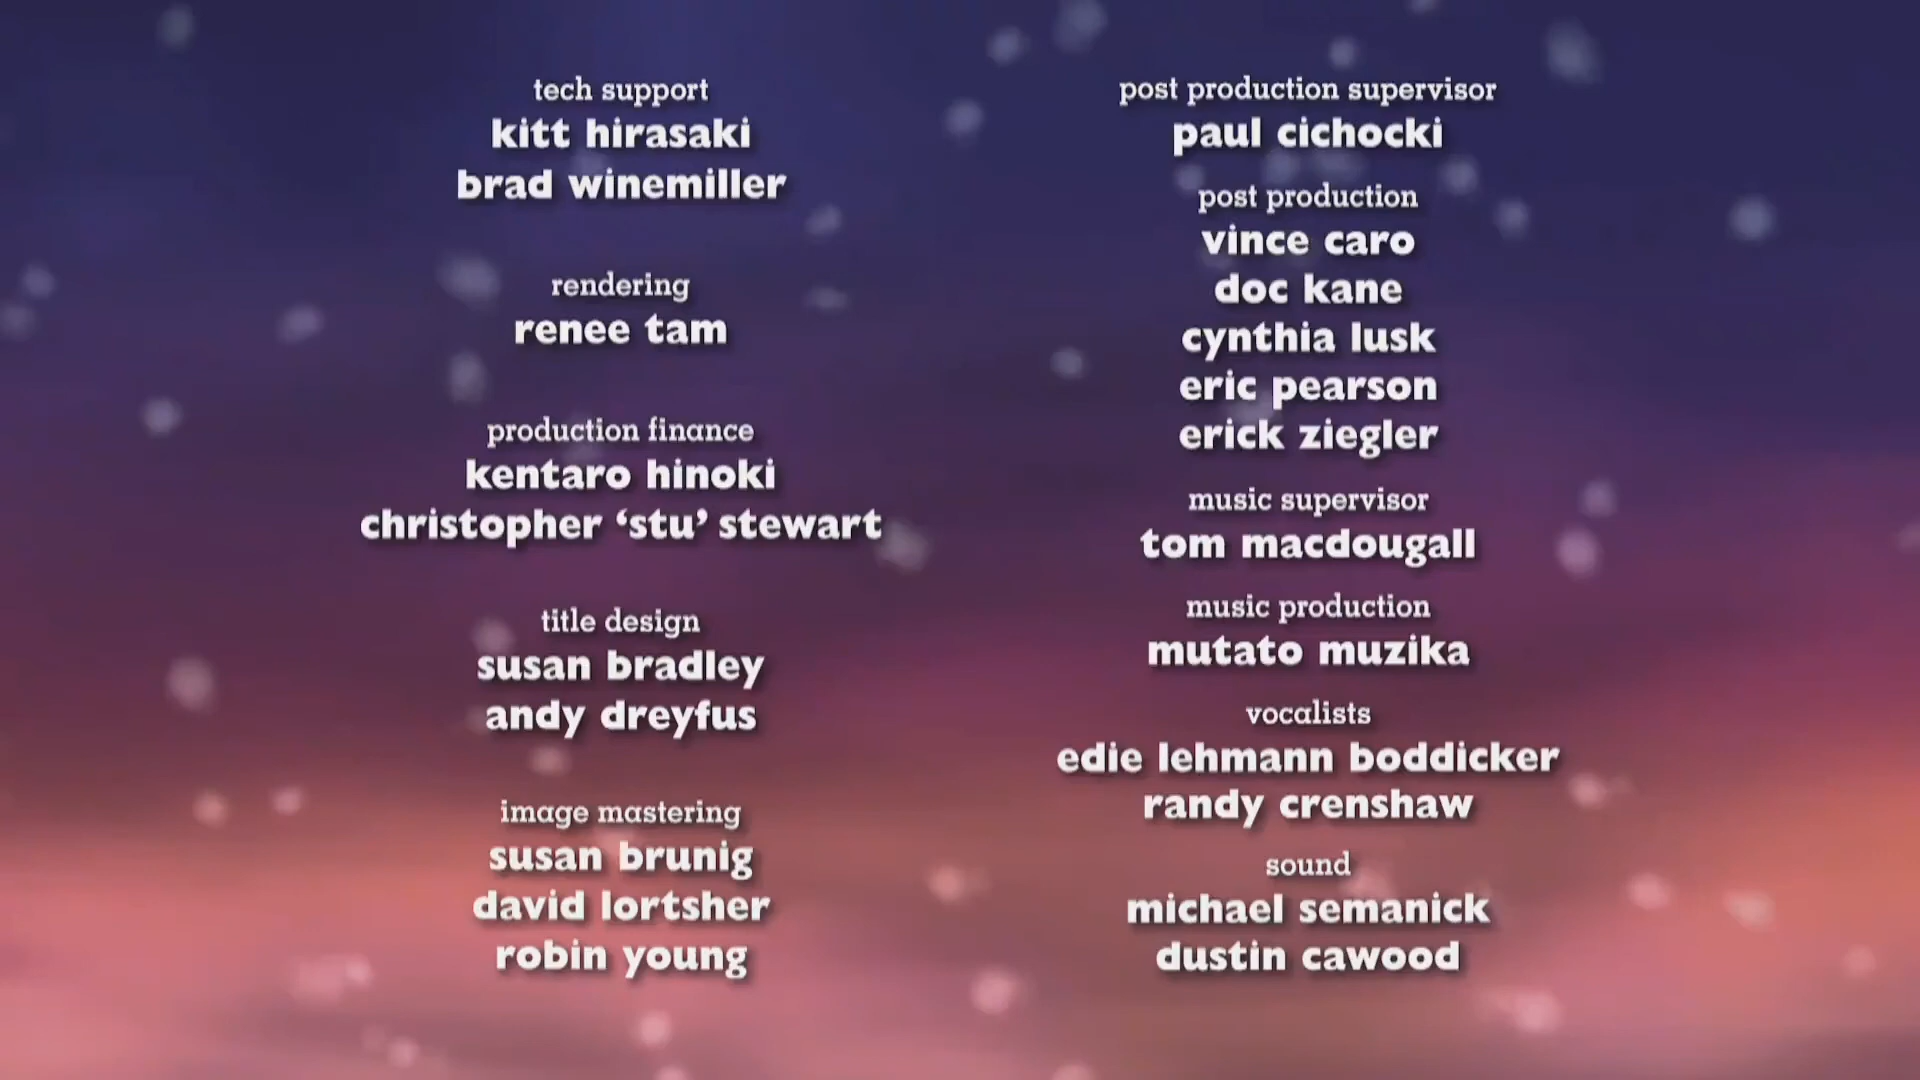 tech support
kitt hirasaki
brad winemiller
rendering
renee tam
production finance
kentaro hinoki
christopher ‘stu’ stewart
title design
susan bradley
andy dreyfus
image mastering
susan brunig
david lortsher
robin young
post production supervisor
paul cichocki
post production
vince caro
doc kane
cynthia lusk
eric pearson
erick ziegler
music supervisor
tom macdougall
music production
mutato muzika
vocalists
edie lehmann boddicker
randy crenshaw
sound
michael semanick
dustin cawood